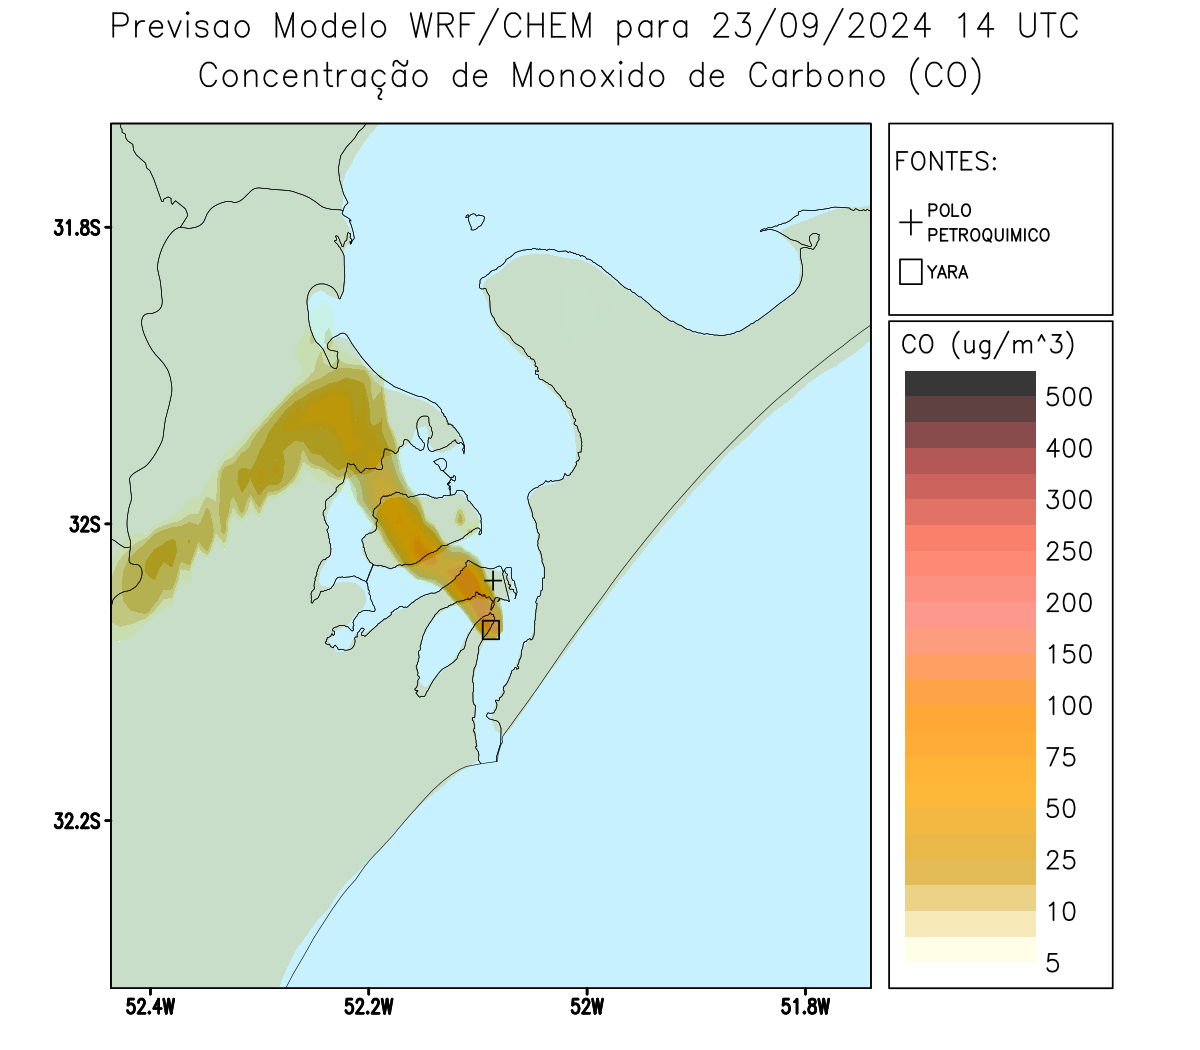 Previsao Modelo WRF/CHEM para 23/09/2024 14 UTC
Concentração de Monoxido de Carbono (CO)
FONTES:
POLO
PETROQUIMICO
YARA
CO (ug/m^3)
500
400
300
250
200
150
100
75
50
25
10
5
31.8S
32S
32.2S
52.4W
52.2W
52W
51.8W